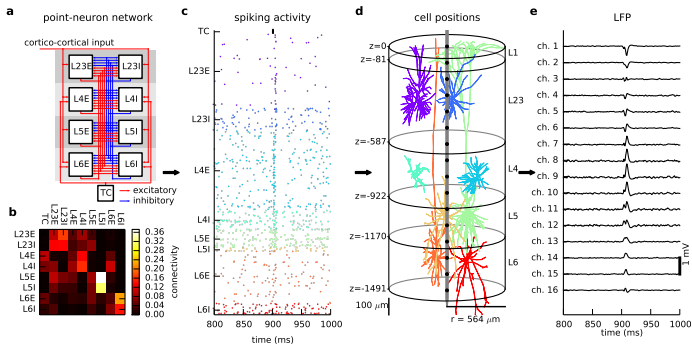 a
point-neuron network
cortico-cortical input
L23E
L23I
L4E
L4I
L5E
L5I
L6E
L6I
TC
excitatory
inhibitory
b
TC
L23E
L23I
L4E
L4I
L5E
L5I
L6E
L6I
L23E
L23I
L4E
L4I
L5E
L5I
L6E
L6I
0.36
0.32
0.28
0.24
0.20
0.16
0.12
0.08
0.04
0.00
connectivity
c
spiking activity
TC
L23E
L23I
L4E
L4I
L5E
L5I
L6E
L6I
800
850
900
950
1000
time (ms)
d
cell positions
z=0
z=-81
z=-587
z=-922
z=-1170
z=-1491
L1
L23
L4
L5
L6
100 μm
r = 564 μm
e
LFP
ch. 1
ch. 2
ch. 3
ch. 4
ch. 5
ch. 6
ch. 7
ch. 8
ch. 9
ch. 10
ch. 11
ch. 12
ch. 13
ch. 14
ch. 15
ch. 16
1 mV
800
850
900
950
1000
time (ms)